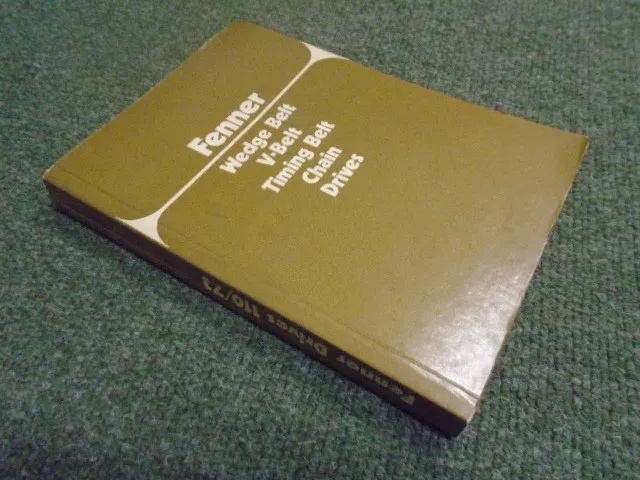 Fenner
Wedge Belt
V-Belt
Timing Belt
Chain
Drives
Fenner Drives 110/71